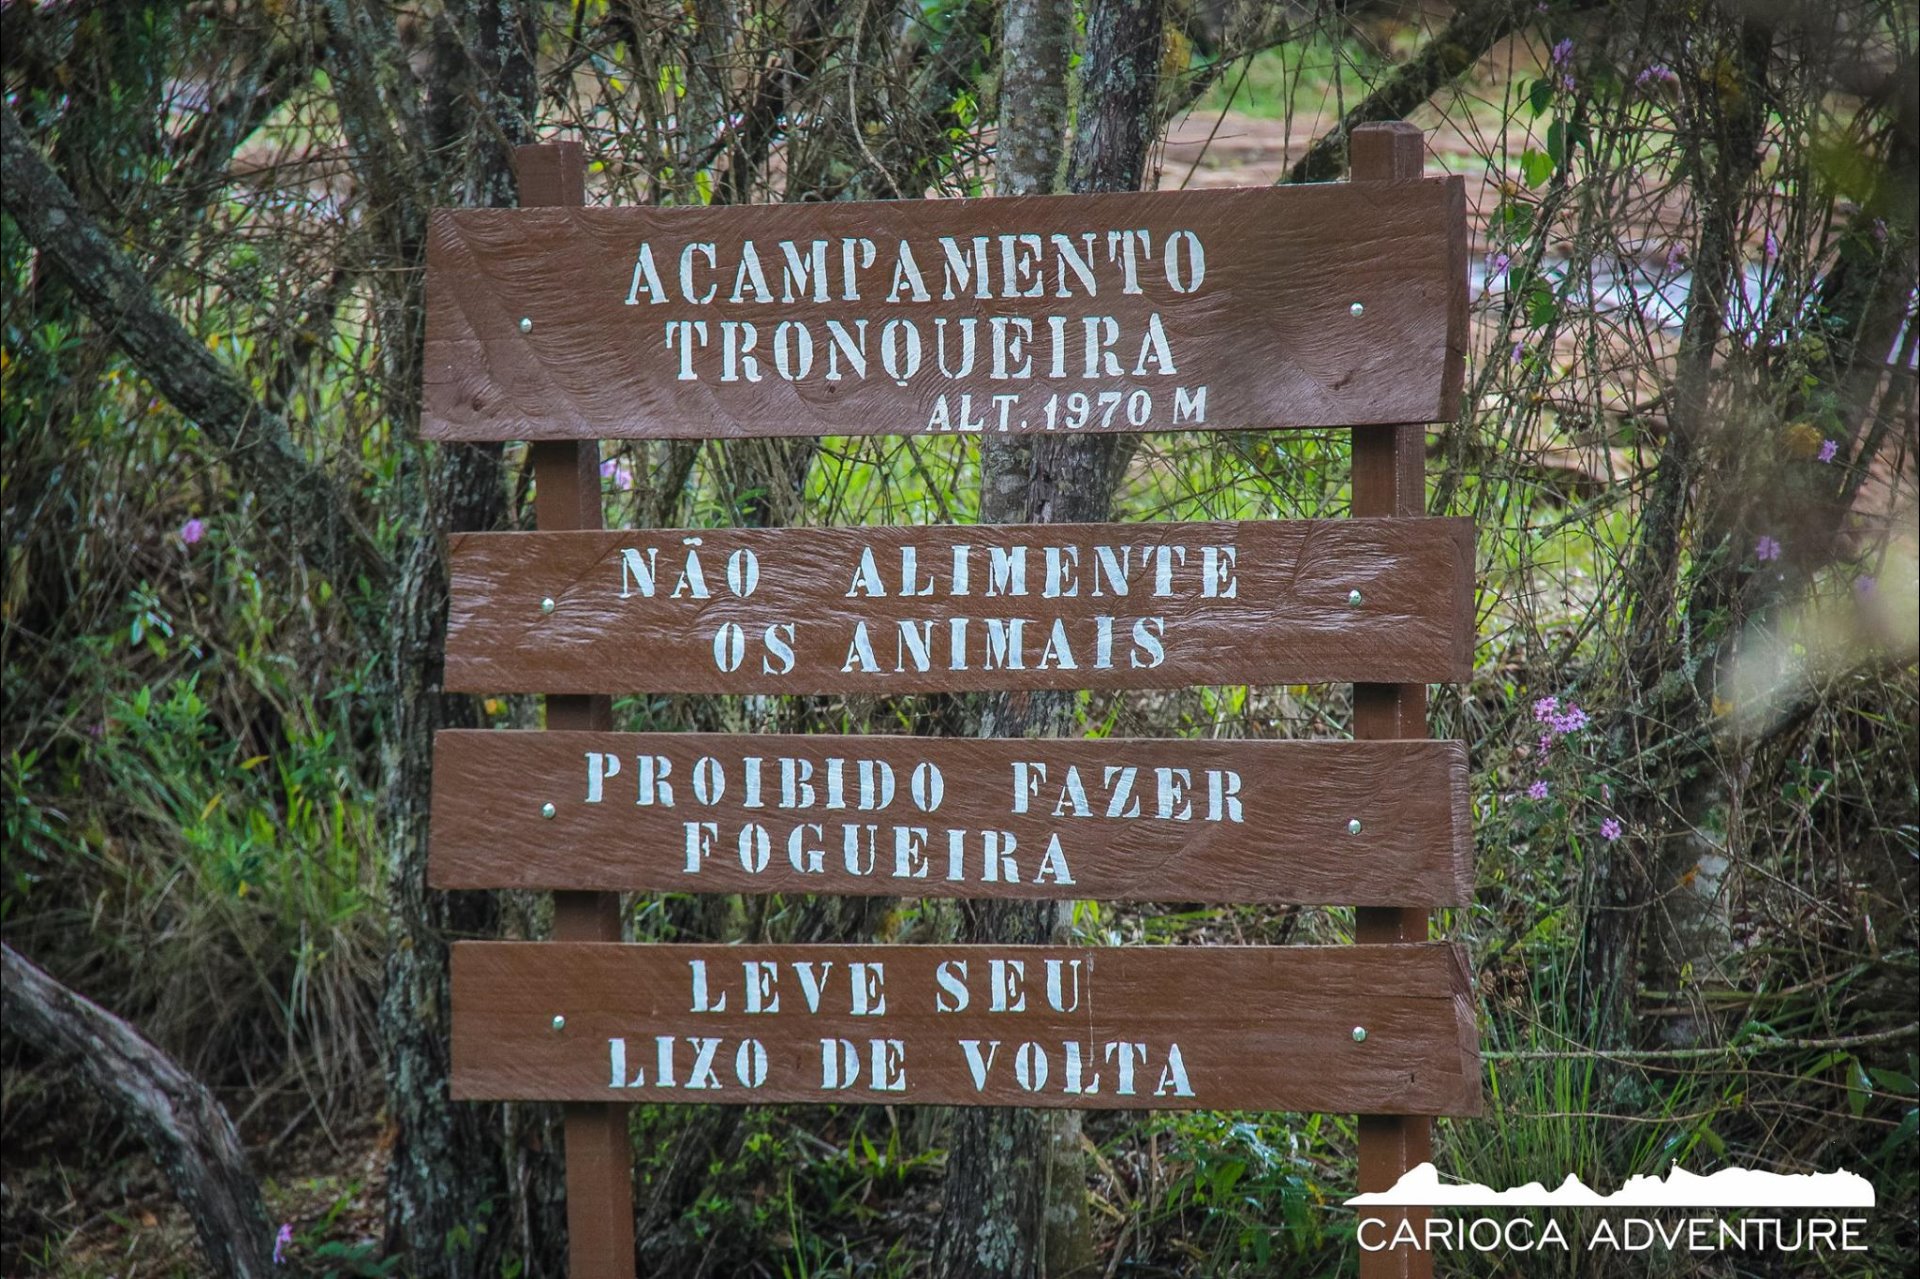 ACAMPAMENTO
TRONQUEIRA
ALT. 1970 M
NÃO ALIMENTE
OS ANIMAIS
PROIBIDO FAZER
FOGUEIRA
LEVE SEU
LIXO DE VOLTA
CARIOCA ADVENTURE